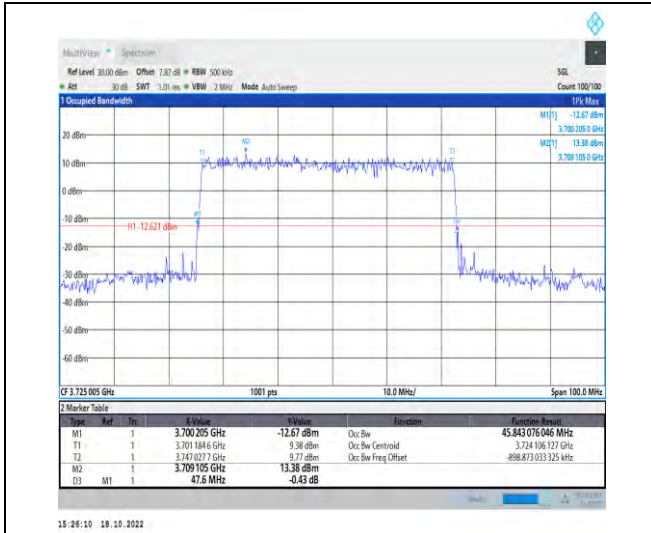 MultiView Spectrum
Ref Level 30.00 dBm Offset 7.87 dB RBW 500 kHz SGL
Att 30 dB SWT 1.01 ms VBW 2 MHz Mode Auto Sweep Count 100/100
1 Occupied Bandwidth 1Pk Max
M1[1] -12.67 dBm
3.700 205 0 GHz
M2[1] 13.38 dBm
3.709 105 0 GHz
20 dBm
M2
T1
T2
10 dBm
0 dBm
-10 dBm
M1
H1 -12.621 dBm
-30 dBm
-40 dBm
-50 dBm
-60 dBm
CF 3.725 005 GHz 1001 pts 10.0 MHz/ Span 100.0 MHz
2 Marker Table
Type Ref Trc X-Value Y-Value Function Function Result
M1 1 3.700 205 GHz -12.67 dBm Occ Bw 45.843 076 046 MHz
T1 1 3.701 184 6 GHz 9.38 dBm Occ Bw Centroid 3.724 106 127 GHz
T2 1 3.747 027 7 GHz 9.77 dBm Occ Bw Freq Offset -898.873 033 325 kHz
M2 1 3.709 105 GHz 13.38 dBm
D3 M1 1 47.6 MHz -0.43 dB
15:26:10 18.10.2022